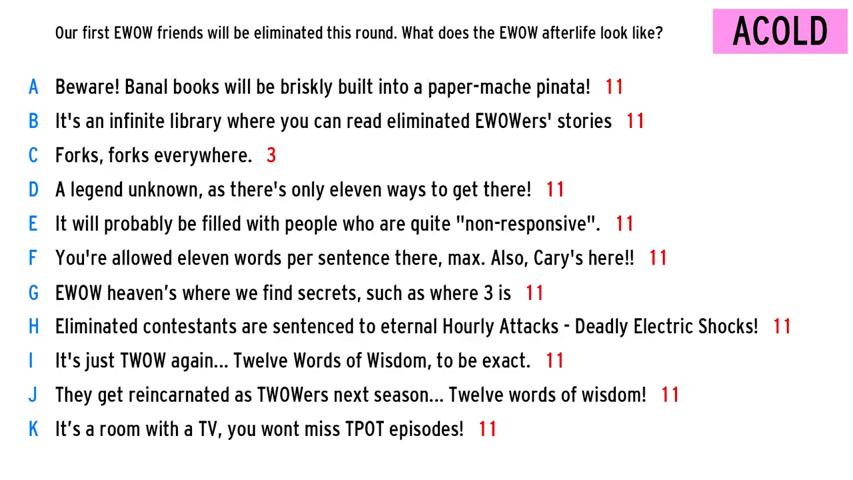 Our first EWOW friends will be eliminated this round. What does the EWOW afterlife look like?
ACOLD
A Beware! Banal books will be briskly built into a paper-mache pinata! 11
B It's an infinite library where you can read eliminated EWOWers' stories 11
C Forks, forks everywhere. 3
D A legend unknown, as there's only eleven ways to get there! 11
E It will probably be filled with people who are quite "non-responsive". 11
F You're allowed eleven words per sentence there, max. Also, Cary's here!! 11
G EWOW heaven’s where we find secrets, such as where 3 is 11
H Eliminated contestants are sentenced to eternal Hourly Attacks - Deadly Electric Shocks! 11
I It's just TWOW again... Twelve Words of Wisdom, to be exact. 11
J They get reincarnated as TWOWers next season... Twelve words of wisdom! 11
K It’s a room with a TV, you wont miss TPOT episodes! 11